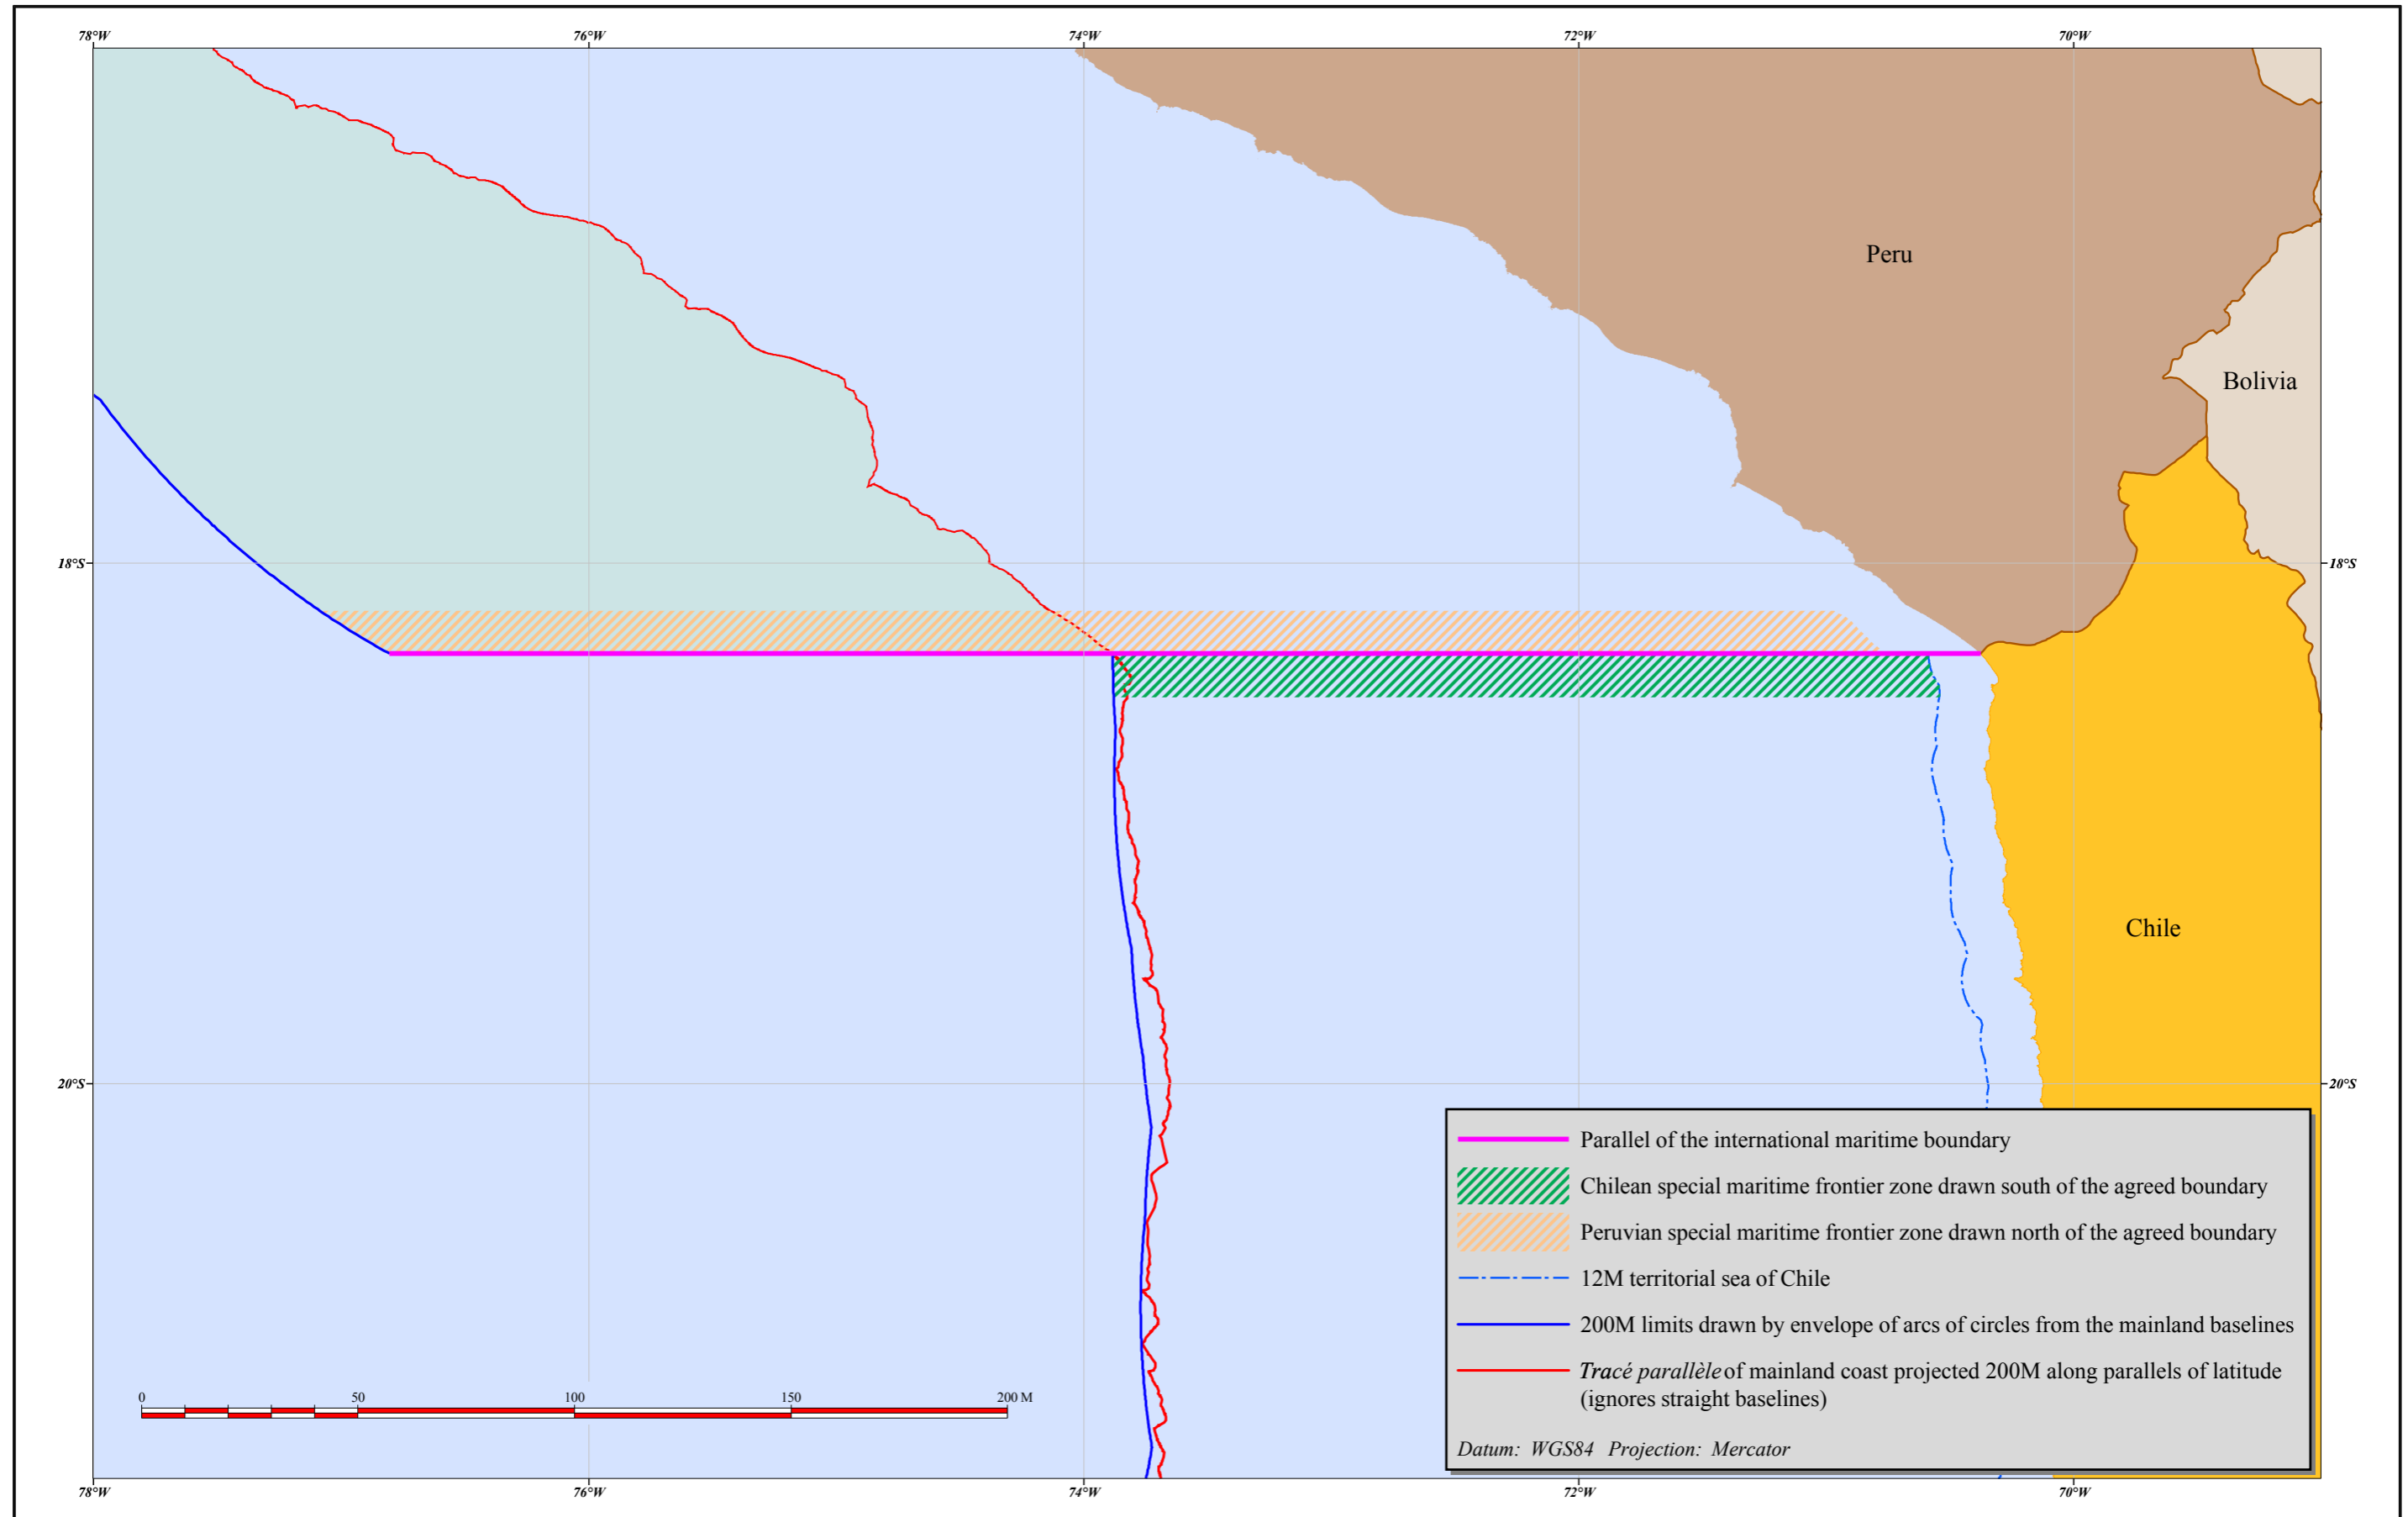 78°W 76°W 74°W 72°W 70°W
Peru
Bolivia
18°S 18°S
Chile
20°S 20°S
Parallel of the international maritime boundary
Chilean special maritime frontier zone drawn south of the agreed boundary
Peruvian special maritime frontier zone drawn north of the agreed boundary
12M territorial sea of Chile
200M limits drawn by envelope of arcs of circles from the mainland baselines
Tracé parallèle of mainland coast projected 200M along parallels of latitude
(ignores straight baselines)
Datum: WGS84 Projection: Mercator
0 50 100 150 200 M
78°W 76°W 74°W 72°W 70°W